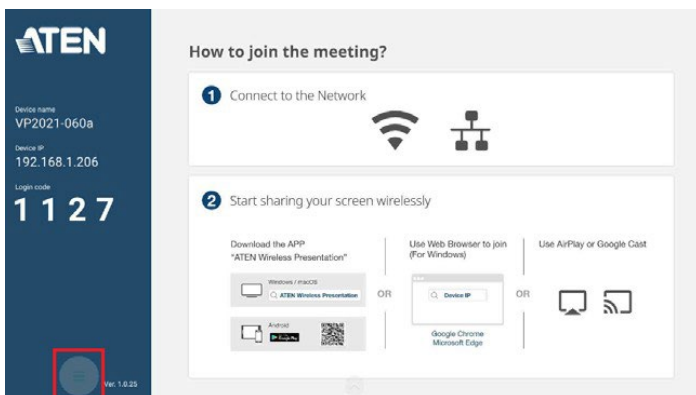 ATEN
Device name
VP2021-060a
Device IP
192.168.1.206
Login code
1 1 2 7
Ver. 1.0.25
How to join the meeting?
1 Connect to the Network
2 Start sharing your screen wirelessly
Download the APP
"ATEN Wireless Presentation"
Windows / macOS
ATEN Wireless Presentation
Android
Google Play
OR
Use Web Browser to join
(For Windows)
Device IP
Google Chrome
Microsoft Edge
OR
Use AirPlay or Google Cast